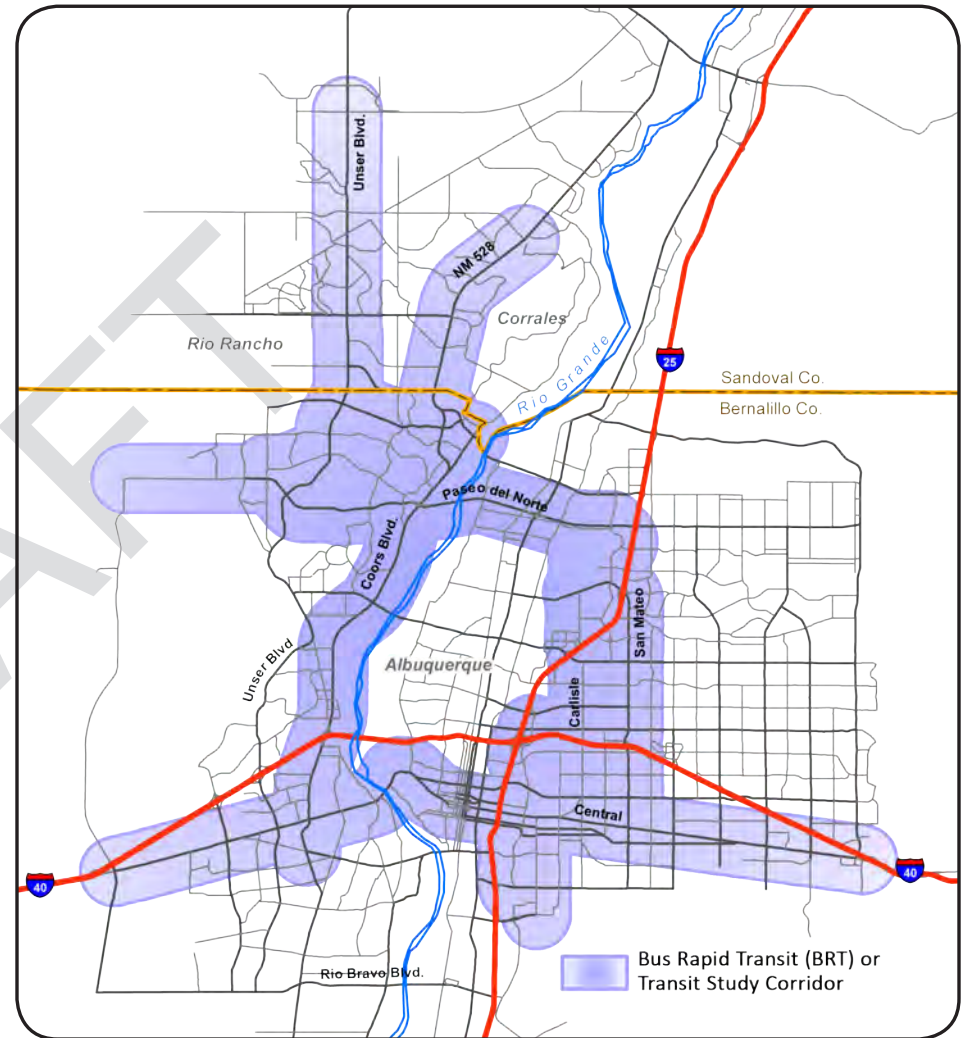 Unser Blvd.
NM 528
Corrales
Rio Rancho
Rio Grande
25
Sandoval Co.
Bernalillo Co.
Paseo del Norte
Coors Blvd.
San Mateo
Unser Blvd
Albuquerque
Carlisle
Central
40
40
Rio Bravo Blvd.
Bus Rapid Transit (BRT) or
Transit Study Corridor
AFT